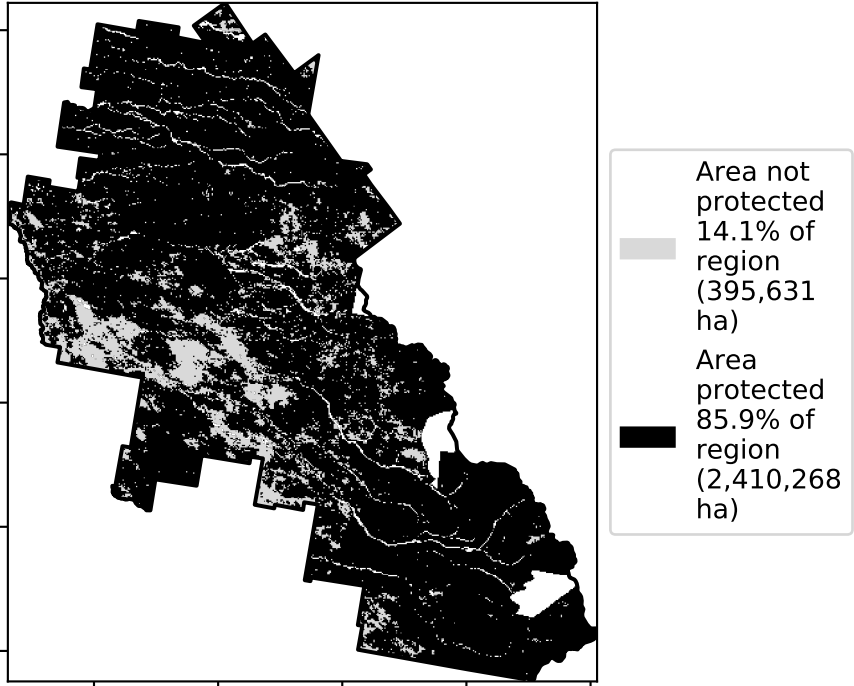 Area not
protected
14.1% of
region
(395,631
ha)
Area
protected
85.9% of
region
(2,410,268
ha)